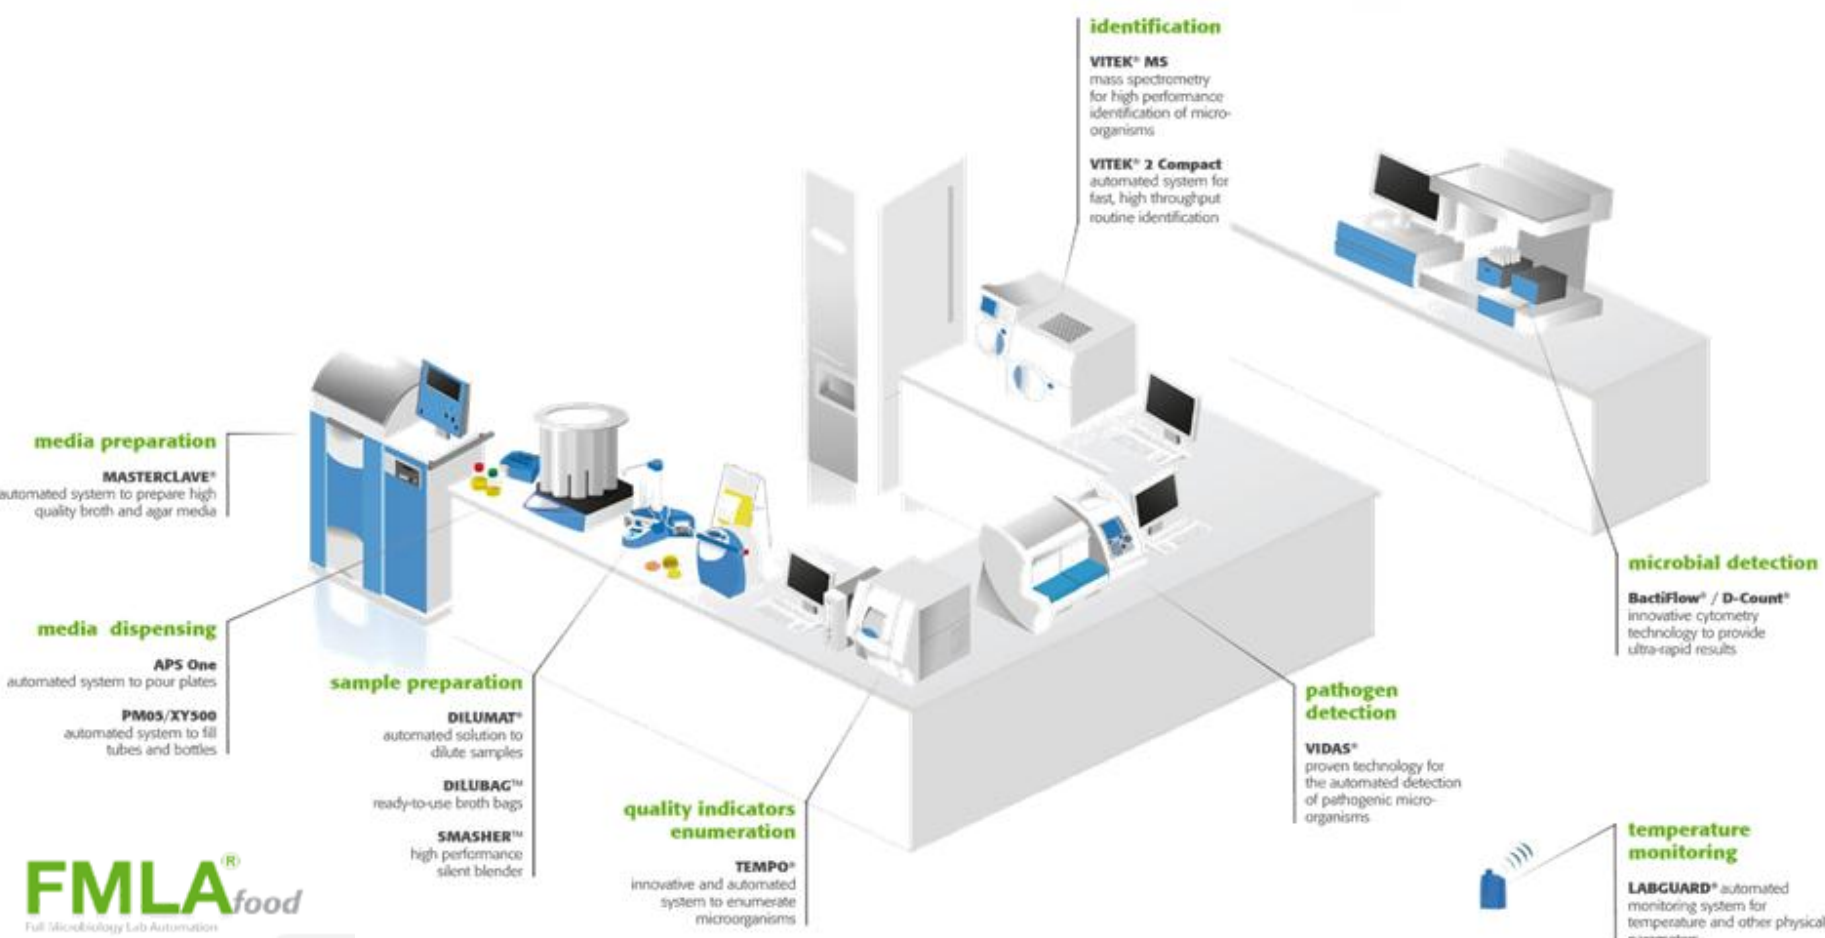 identification
VITEK® MS
mass spectrometry
for high performance
identification of micro-
organisms
VITEK® 2 Compact
automated system for
fast, high throughput
routine identification
media preparation
MASTERCLAVE®
automated system to prepare high
quality broth and agar media
media dispensing
APS One
automated system to pour plates
PM05/XY500
automated system to fill
tubes and bottles
sample preparation
DILUMAT®
automated solution to
dilute samples
DILUBAG™
ready-to-use broth bags
SMASHER™
high performance
silent blender
quality indicators
enumeration
TEMPO®
innovative and automated
system to enumerate
microorganisms
pathogen
detection
VIDAS®
proven technology for
the automated detection
of pathogenic micro-
organisms
microbial detection
BactiFlow® / D-Count®
innovative cytometry
technology to provide
ultra-rapid results
temperature
monitoring
LABGUARD® automated
monitoring system for
temperature and other physical
FMLA®food
Full Microbiology Lab Automation